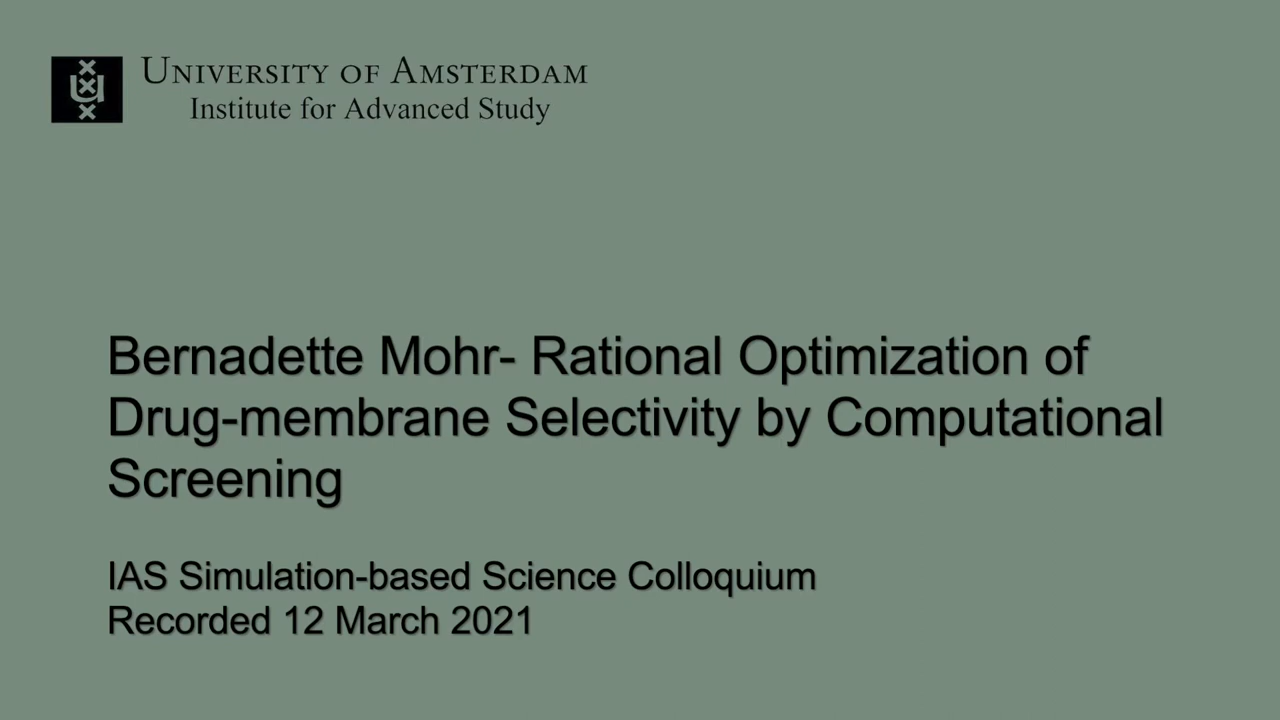 UNIVERSITY OF AMSTERDAM
Institute for Advanced Study
Bernadette Mohr- Rational Optimization of
Drug-membrane Selectivity by Computational
Screening
IAS Simulation-based Science Colloquium
Recorded 12 March 2021